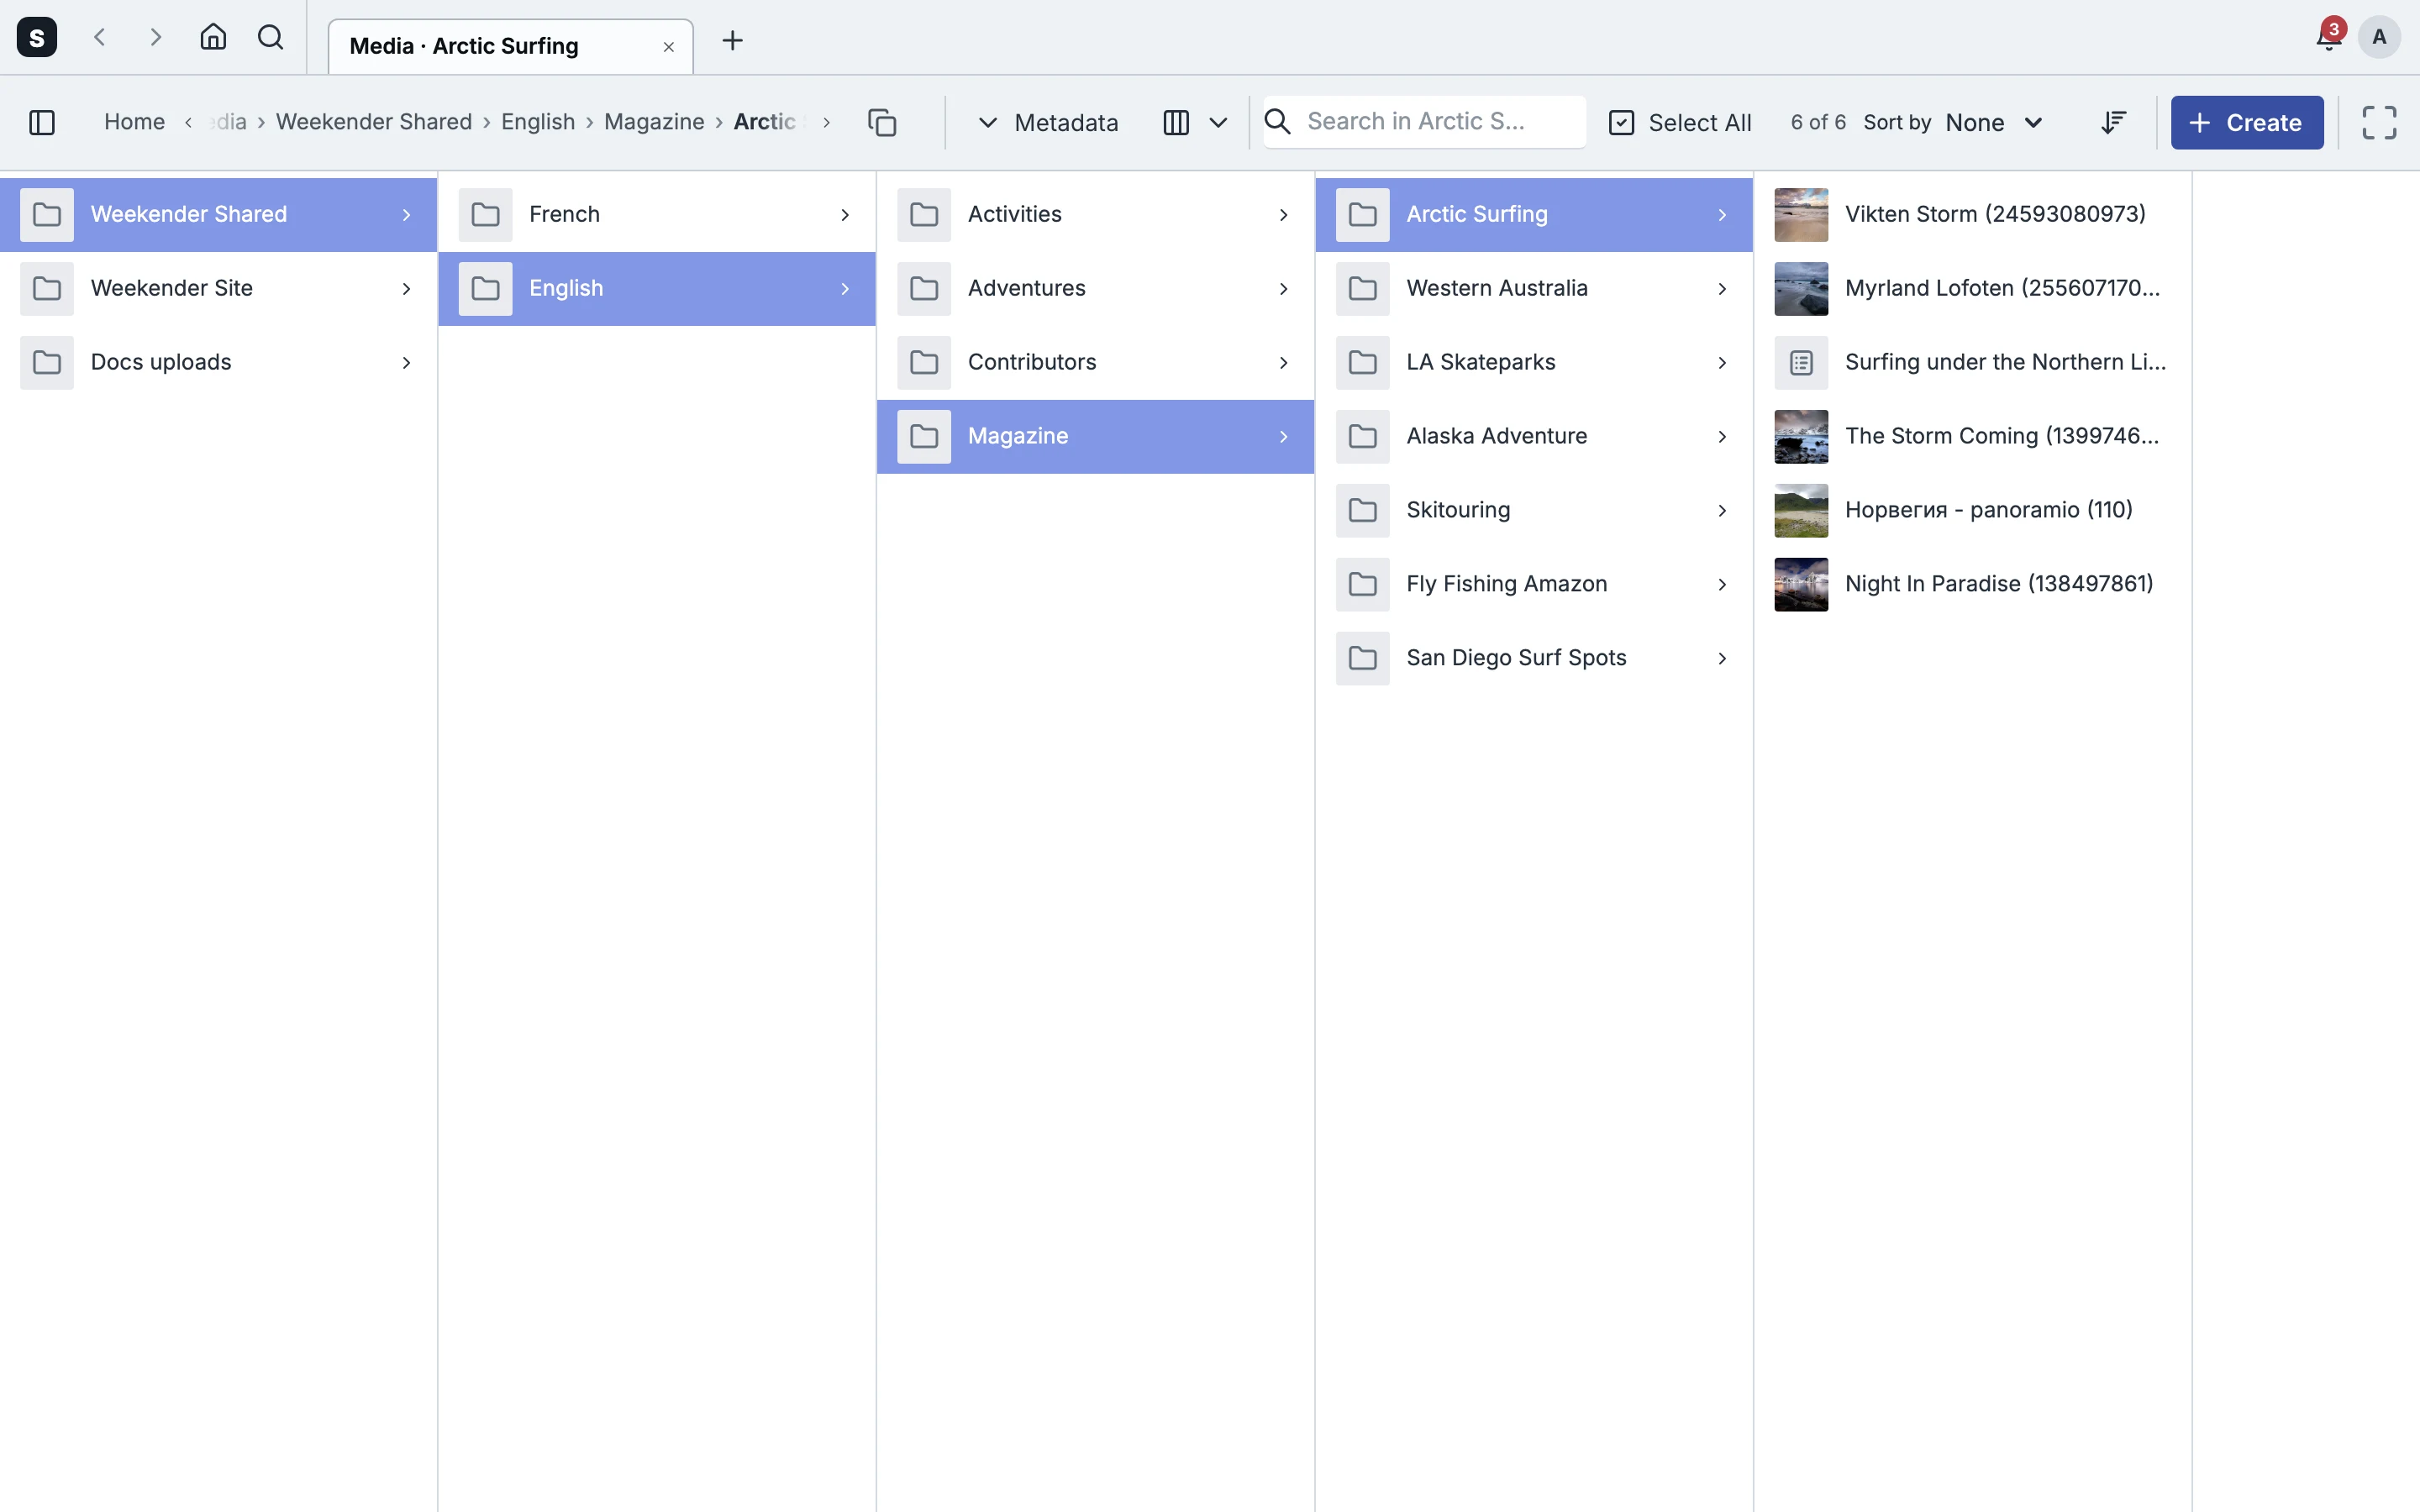 S
Media · Arctic Surfing
3
A
Home
Weekender Shared
English
Magazine
Arctic
Metadata
Search in Arctic S...
Select All
6 of 6
Sort by
None
Create
Weekender Shared
Weekender Site
Docs uploads
French
English
Activities
Adventures
Contributors
Magazine
Arctic Surfing
Western Australia
LA Skateparks
Alaska Adventure
Skitouring
Fly Fishing Amazon
San Diego Surf Spots
Vikten Storm (24593080973)
Myrland Lofoten (255607170...
Surfing under the Northern Li...
The Storm Coming (1399746...
Норвегия - panoramio (110)
Night In Paradise (138497861)